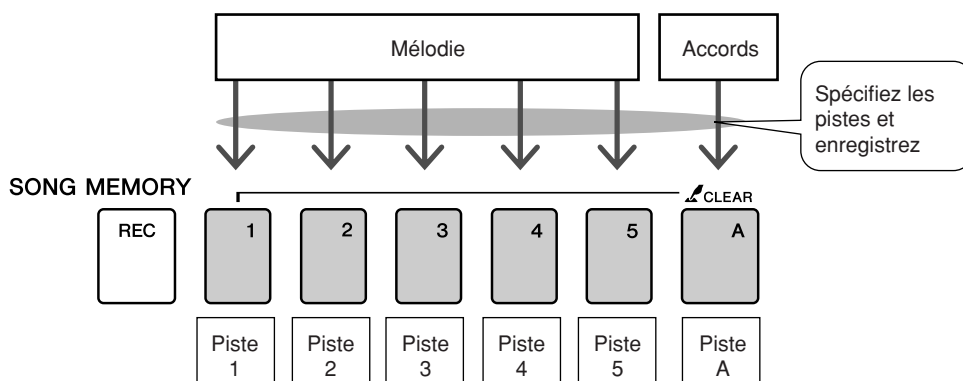 Mélodie
Accords
Spécifiez les
pistes et
enregistrez
SONG MEMORY
CLEAR
REC
1
2
3
4
5
A
Piste
1
Piste
2
Piste
3
Piste
4
Piste
5
Piste
A